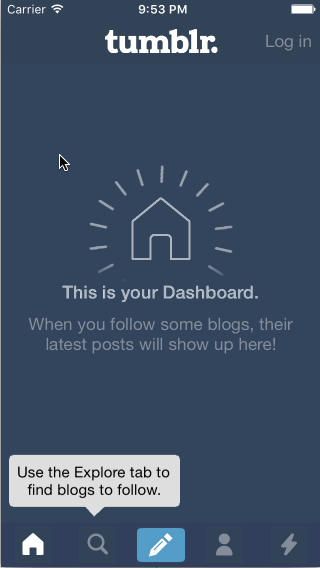 Carrier 9:53 PM
tumblr. Log in
This is your Dashboard.
When you follow some blogs, their
latest posts will show up here!
Use the Explore tab to
find blogs to follow.